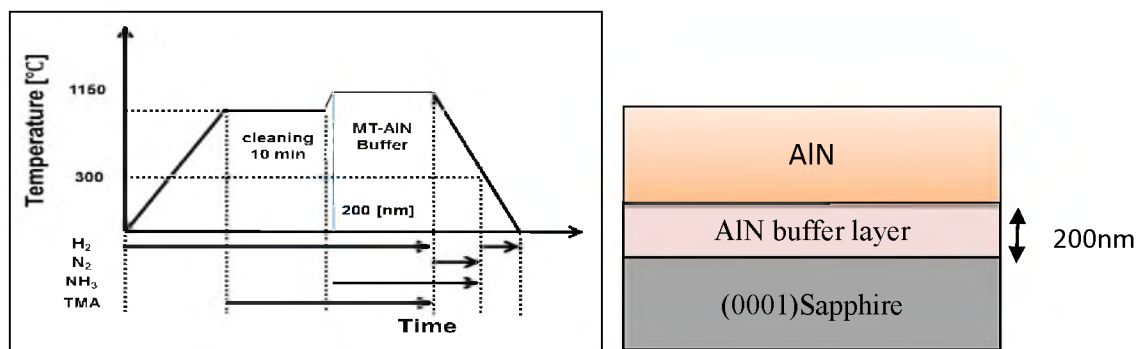 Temperature [°C]
1150
300
cleaning
10 min
MT-AlN
Buffer
200 [nm]
H₂
N₂
NH₃
TMA
Time
AlN
AlN buffer layer
(0001)Sapphire
200nm